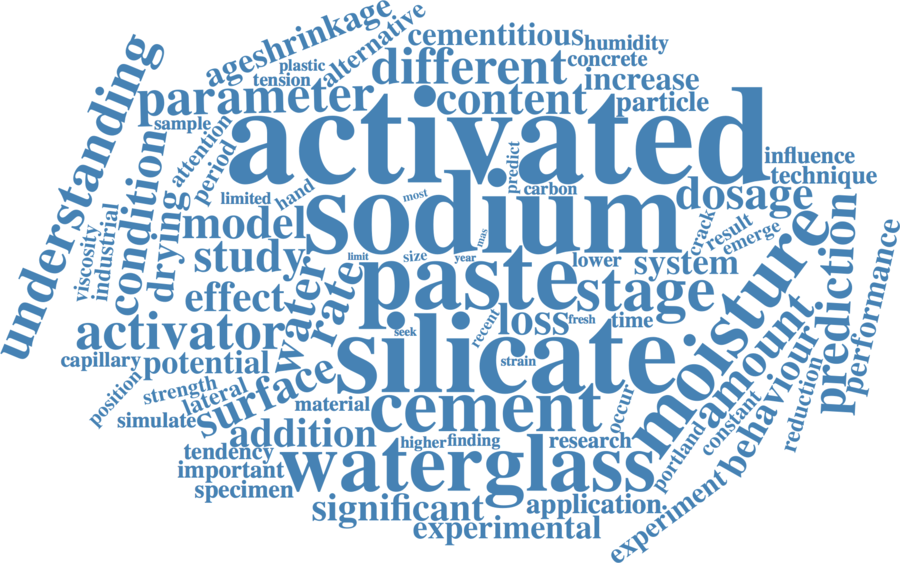 ageshrinkage
alternative
cementitious
humidity
plastic
tension
different
concrete
increase
understanding
parameter
content
particle
sample
activated
attention
period
predict
influence
technique
condition
limited
hand
sodium
most
carbon
dosage
viscosity
industrial
drying
model
crack
result
emerge
study
water
rate
limit
size
year
mas
paste
lower
system
stage
moisture
prediction
performance
effect
activator
loss
fresh
time
recent
seek
silicate
strain
capillary
potential
position
strength
lateral
simulate
surface
material
cement
occur
amount
behaviour
constant
reduction
portland
addition
higher
finding
research
tendency
important
specimen
waterglass
significant
application
experiment
experimental